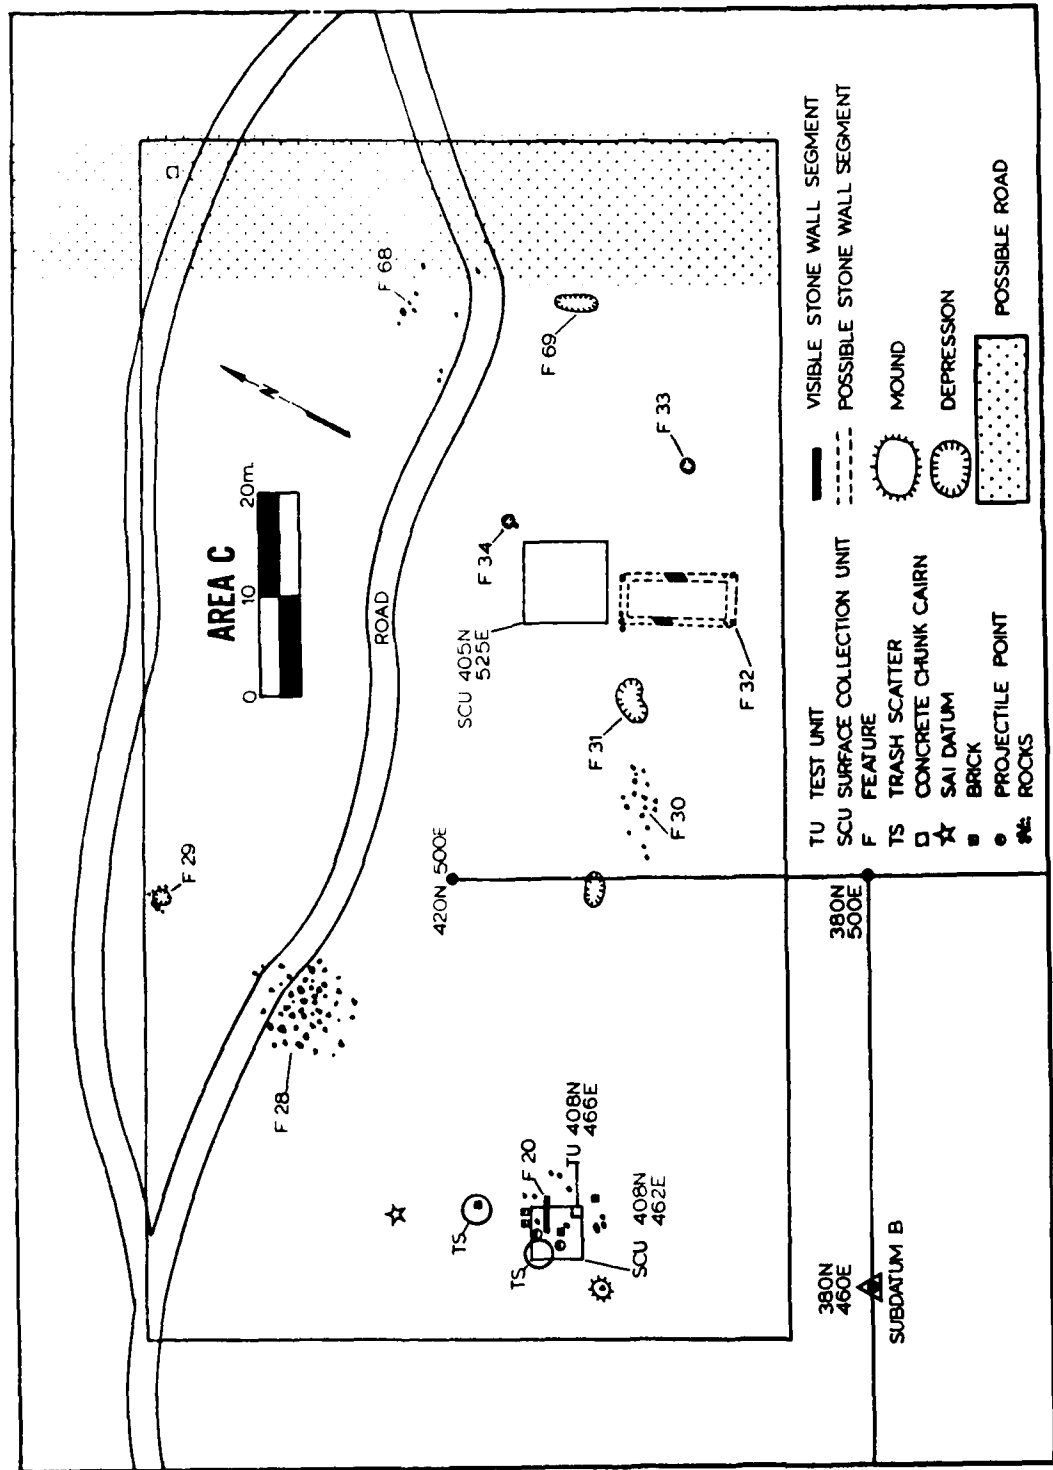 AREA C
0 10 20m.
N
ROAD
F 29
F 28
F 68
F 69
F 33
F 34
SCU 405N
525E
F 32
F 31
F 30
420N 500E
F 20
TU 408N
466E
TS
TS
SCU 408N
462E
380N
500E
380N
460E
SUBDATUM B
TU TEST UNIT
SCU SURFACE COLLECTION UNIT
F FEATURE
TS TRASH SCATTER
CONCRETE CHUNK CAIRN
SAI DATUM
BRICK
PROJECTILE POINT
ROCKS
VISIBLE STONE WALL SEGMENT
POSSIBLE STONE WALL SEGMENT
MOUND
DEPRESSION
POSSIBLE ROAD